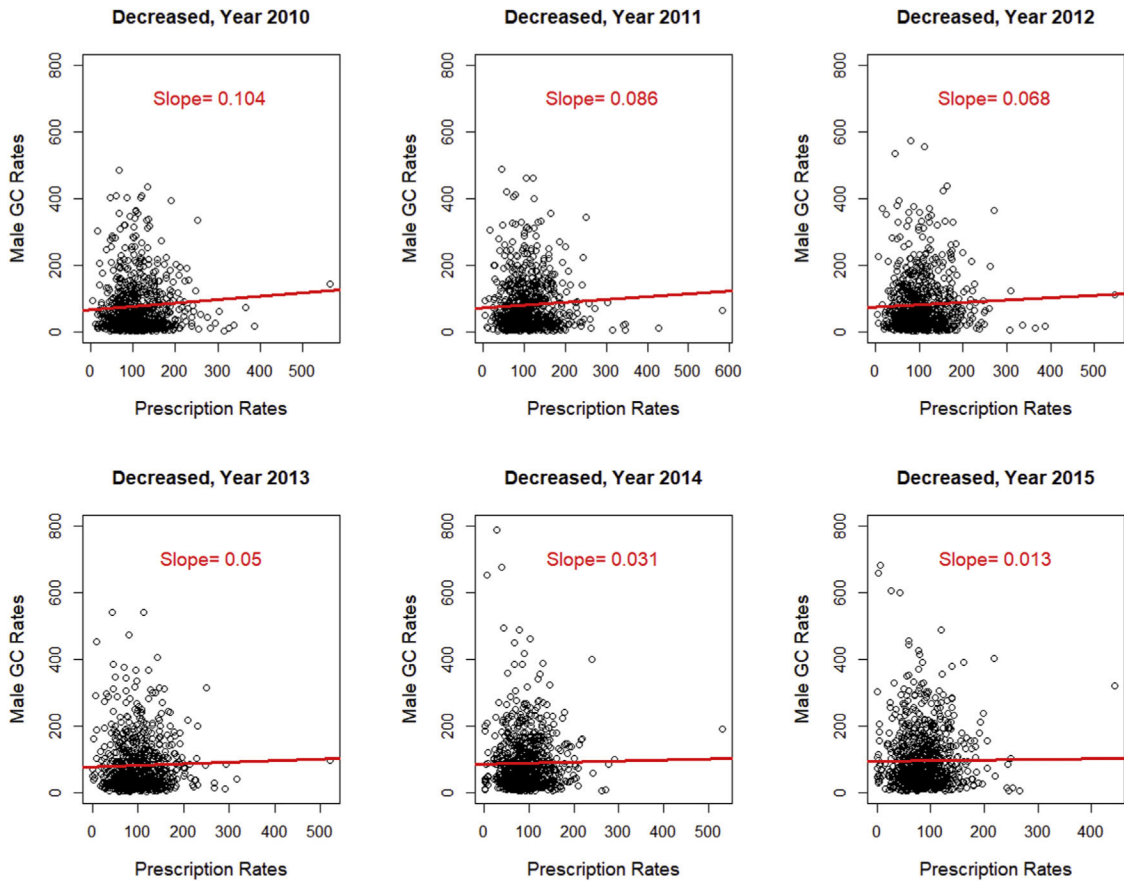 Decreased, Year 2010
Decreased, Year 2011
Decreased, Year 2012
Slope= 0.104
Slope= 0.086
Slope= 0.068
Male GC Rates
Male GC Rates
Male GC Rates
0 200 400 600 800
0 200 400 600 800
0 200 400 600 800
0 100 200 300 400 500
0 100 200 300 400 500 600
0 100 200 300 400 500
Prescription Rates
Prescription Rates
Prescription Rates
Decreased, Year 2013
Decreased, Year 2014
Decreased, Year 2015
Slope= 0.05
Slope= 0.031
Slope= 0.013
Male GC Rates
Male GC Rates
Male GC Rates
0 200 400 600 800
0 200 400 600 800
0 200 400 600 800
0 100 200 300 400 500
0 100 200 300 400 500
0 100 200 300 400
Prescription Rates
Prescription Rates
Prescription Rates